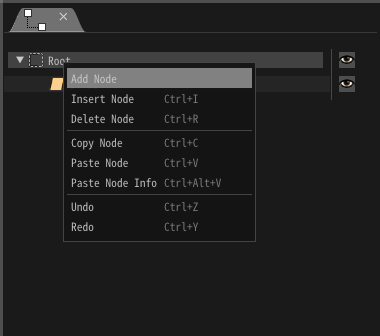 Root
Add Node
Insert Node Ctrl+I
Delete Node Ctrl+R
Copy Node Ctrl+C
Paste Node Ctrl+V
Paste Node Info Ctrl+Alt+V
Undo Ctrl+Z
Redo Ctrl+Y